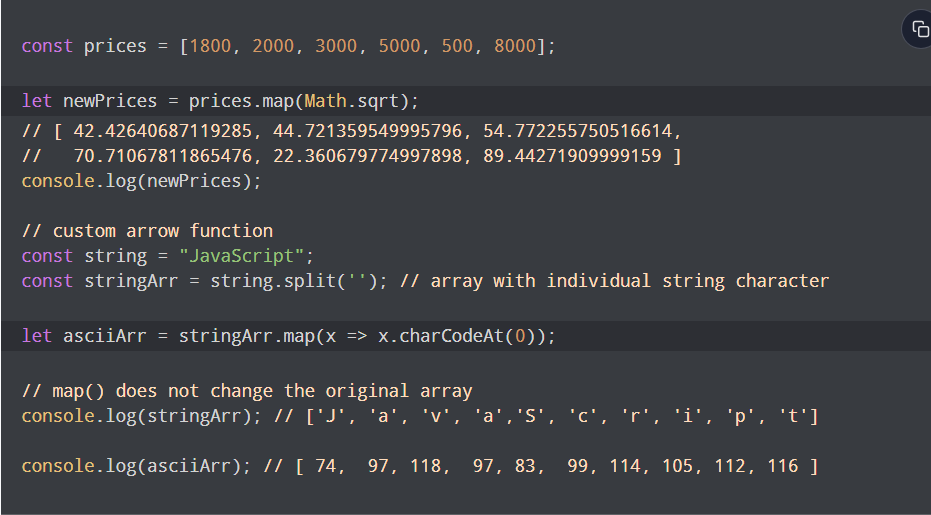 const prices = [1800, 2000, 3000, 5000, 500, 8000];
let newPrices = prices.map(Math.sqrt);
// [ 42.42640687119285, 44.721359549995796, 54.772255750516614,
//   70.71067811865476, 22.360679774997898, 89.44271909999159 ]
console.log(newPrices);
// custom arrow function
const string = "JavaScript";
const stringArr = string.split(''); // array with individual string character
let asciiArr = stringArr.map(x => x.charCodeAt(0));
// map() does not change the original array
console.log(stringArr); // ['J', 'a', 'v', 'a','S', 'c', 'r', 'i', 'p', 't']
console.log(asciiArr); // [ 74,  97, 118,  97, 83,  99, 114, 105, 112, 116 ]